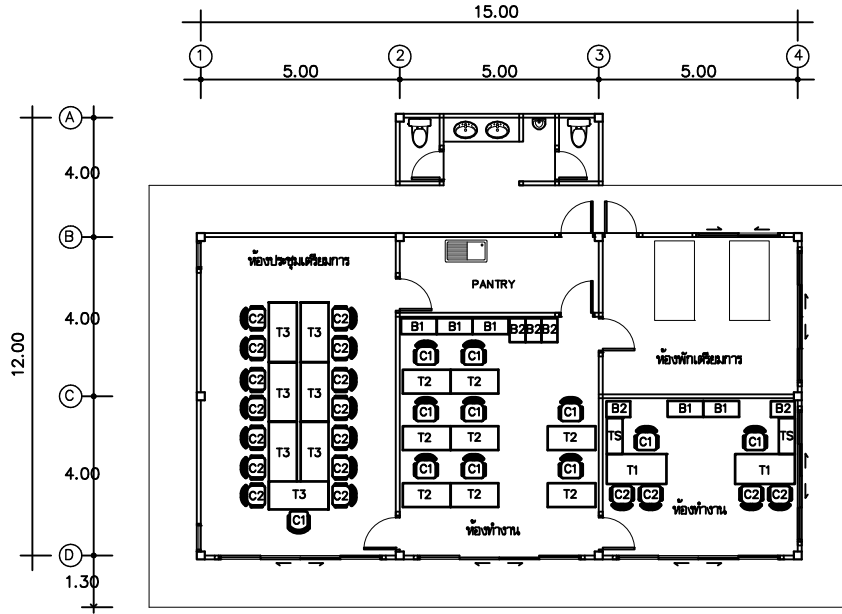 15.00
1 2 3 4
5.00 5.00 5.00
A
4.00
B
ห้องประชุมเตรียมการ
PANTRY
12.00
4.00
C2 T3 T3 C2
B1 B1 B1 B2 B2 B2
C2 C2
C1 C1
ห้องพักเตรียมการ
C2 T3 T3 C2
T2 T2
C
C2 C2
C1 C1 C1
B2 B1 B1 B2
C2 T3 T3 C2
T2 T2 T2
TS C1 C1 TS
C2 C2
C1 C1 C1
T1 T1
4.00
C2 T3 C2
T2 T2 T2
C2 C2 C2 C2
C1
ห้องทำงาน
ห้องทำงาน
D
1.30